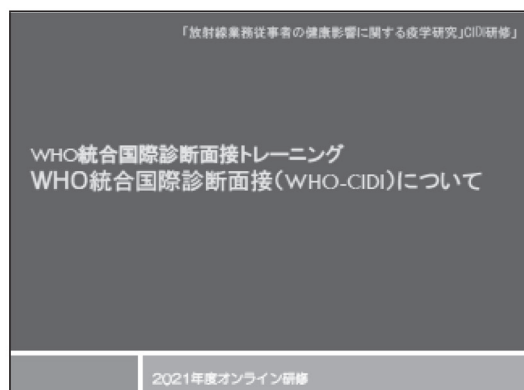 「放射線業務従事者の健康影響に関する疫学研究」CIDI研修」
WHO統合国際診断面接トレーニング
WHO統合国際診断面接(WHO-CIDI)について
2021年度オンライン研修